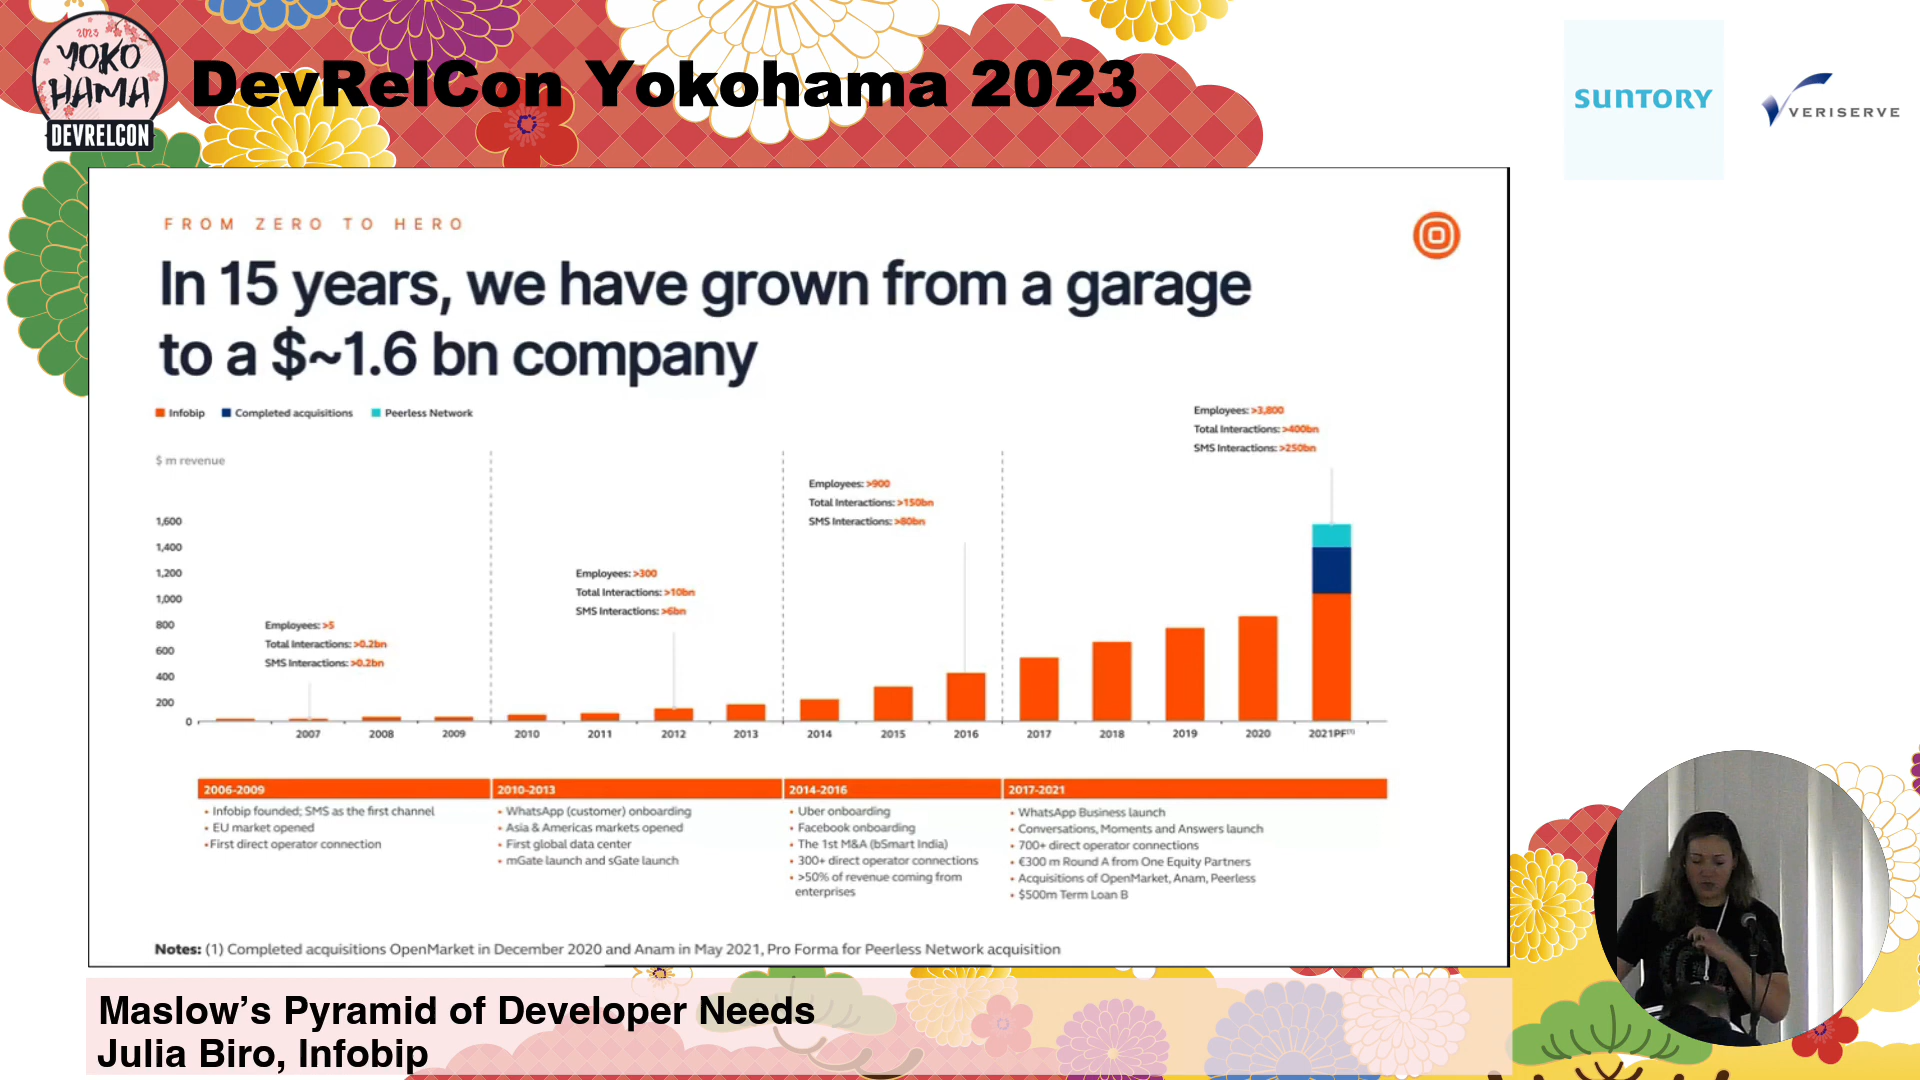 2023
YOKO
HAMA
DEVRELCON
DevRelCon Yokohama 2023
SUNTORY
VERISERVE
FROM ZERO TO HERO
In 15 years, we have grown from a garage
to a $~1.6 bn company
Infobip
Completed acquisitions
Peerless Network
$ m revenue
1,600
1,400
1,200
1,000
800
600
400
200
0
Employees: >5
Total Interactions: >0.2bn
SMS Interactions: >0.2bn
Employees: >300
Total Interactions: >10bn
SMS Interactions: >6bn
Employees: >900
Total Interactions: >150bn
SMS Interactions: >80bn
Employees: >3,800
Total Interactions: >400bn
SMS Interactions: >250bn
2007
2008
2009
2010
2011
2012
2013
2014
2015
2016
2017
2018
2019
2020
2021PF(1)
2006-2009
• Infobip founded; SMS as the first channel
• EU market opened
•First direct operator connection
2010-2013
• WhatsApp (customer) onboarding
• Asia & Americas markets opened
• First global data center
• mGate launch and sGate launch
2014-2016
• Uber onboarding
• Facebook onboarding
• The 1st M&A (bSmart India)
• 300+ direct operator connections
• >50% of revenue coming from
enterprises
2017-2021
• WhatsApp Business launch
• Conversations, Moments and Answers launch
• 700+ direct operator connections
• €300 m Round A from One Equity Partners
• Acquisitions of OpenMarket, Anam, Peerless
• $500m Term Loan B
Notes: (1) Completed acquisitions OpenMarket in December 2020 and Anam in May 2021, Pro Forma for Peerless Network acquisition
Maslow's Pyramid of Developer Needs
Julia Biro, Infobip